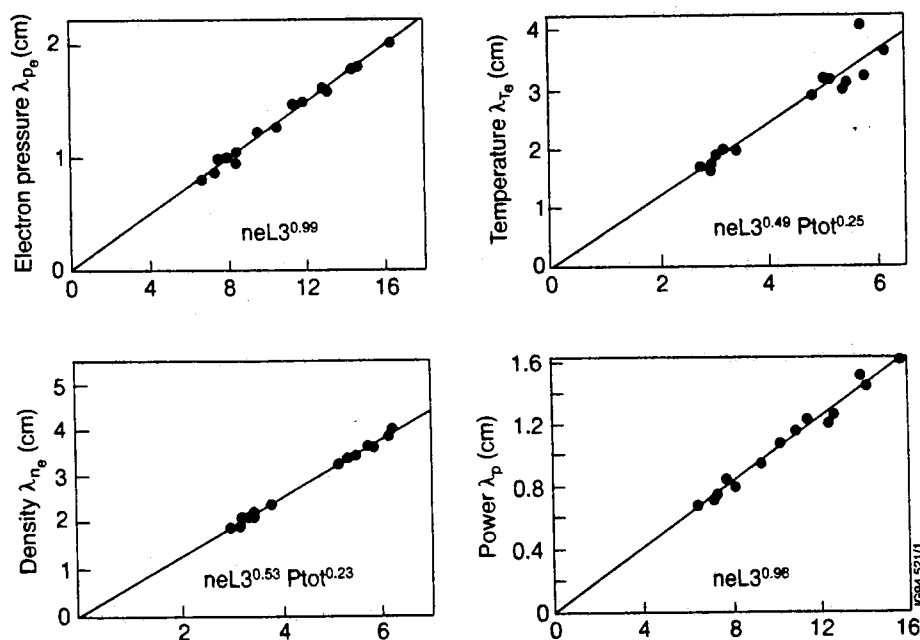 Electron pressure λpe (cm)
2
1
0
0 4 8 12 16
neL3^0.99
Temperature λTe (cm)
4
3
2
1
0
0 2 4 6
neL3^0.49 Ptot^0.25
Density λne (cm)
5
4
3
2
1
0
2 4 6
neL3^0.53 Ptot^0.23
Power λp (cm)
1.6
1.2
0.8
0.4
0
0 4 8 12 16
neL3^0.98
JG94.521/1